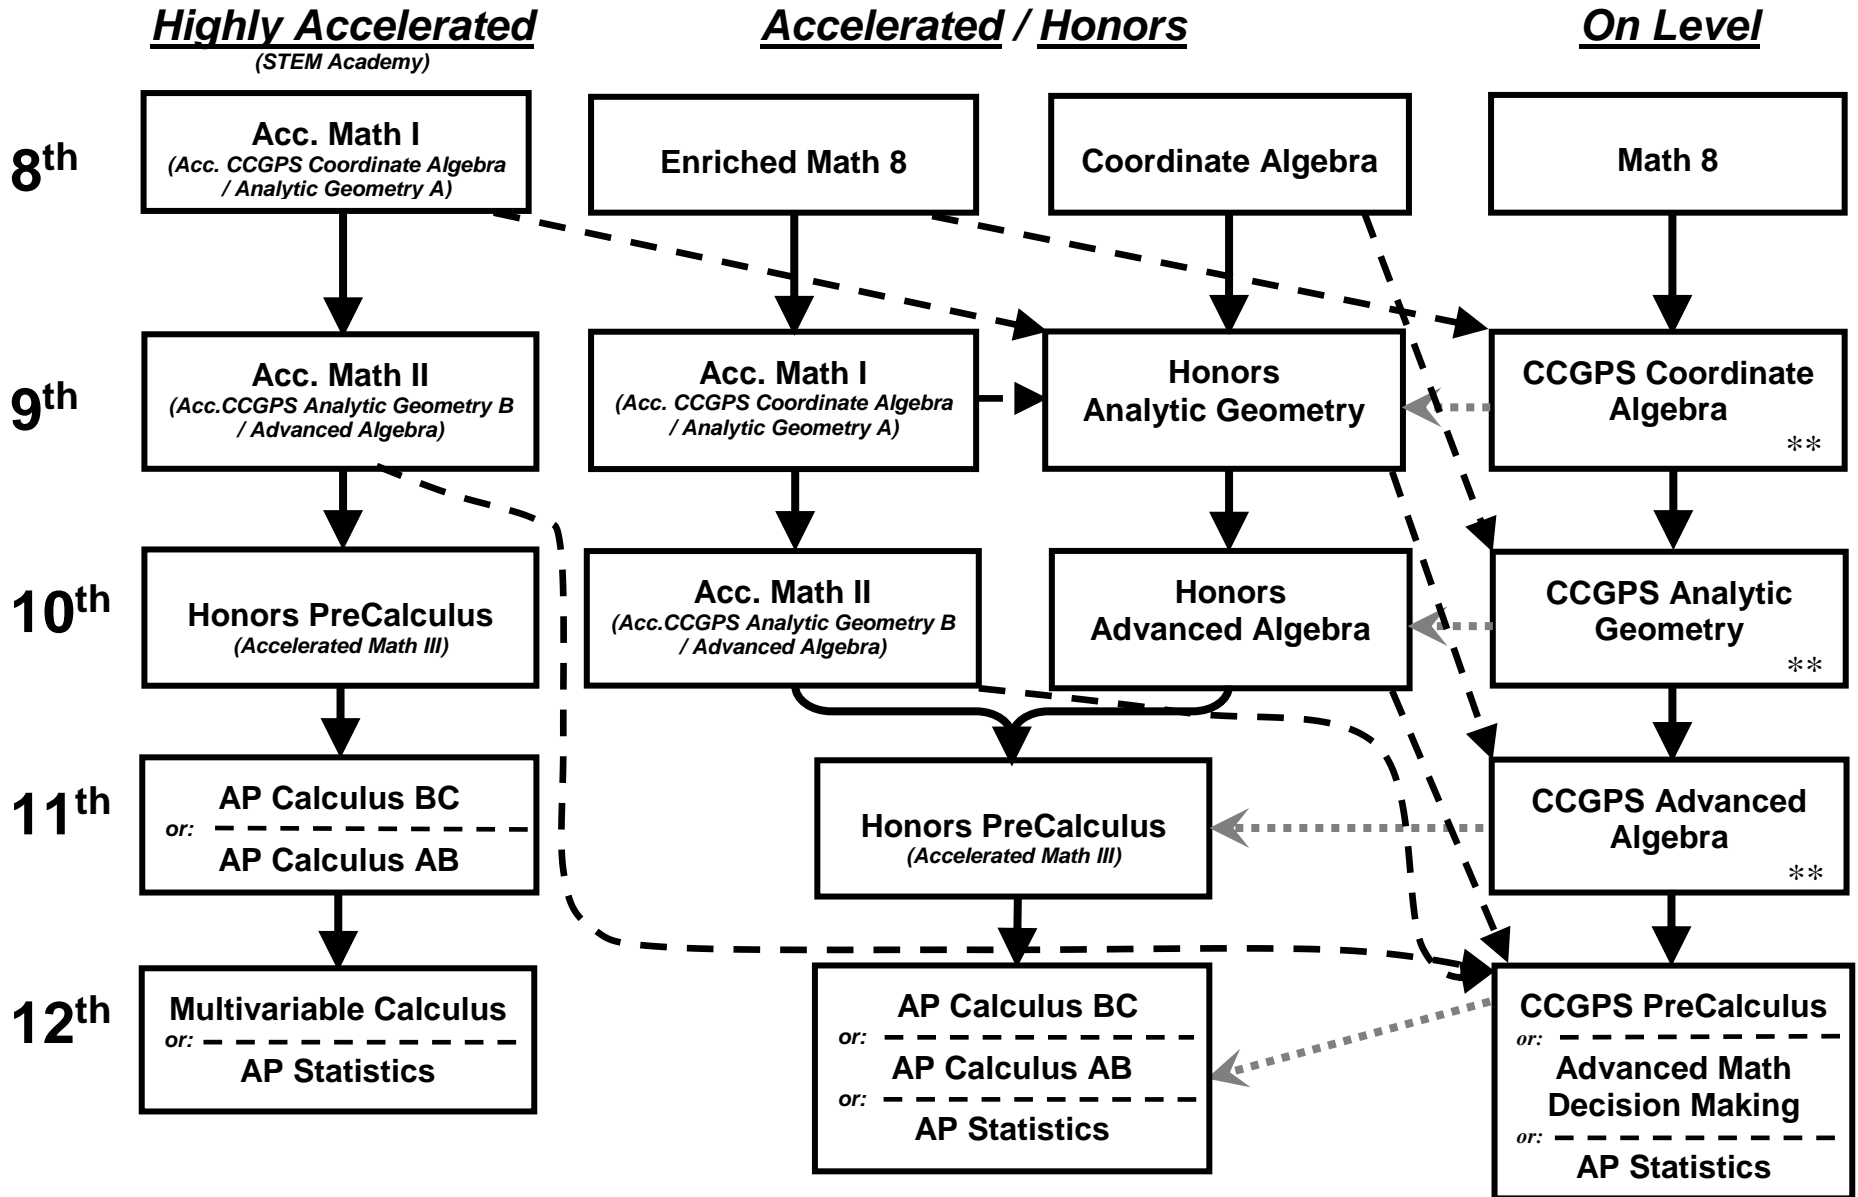 Highly Accelerated
(STEM Academy)
Accelerated / Honors
On Level
8th
Acc. Math I
(Acc. CCGPS Coordinate Algebra
/ Analytic Geometry A)
Enriched Math 8
Coordinate Algebra
Math 8
9th
Acc. Math II
(Acc.CCGPS Analytic Geometry B
/ Advanced Algebra)
Acc. Math I
(Acc. CCGPS Coordinate Algebra
/ Analytic Geometry A)
Honors
Analytic Geometry
CCGPS Coordinate
Algebra
**
10th
Honors PreCalculus
(Accelerated Math III)
Acc. Math II
(Acc.CCGPS Analytic Geometry B
/ Advanced Algebra)
Honors
Advanced Algebra
CCGPS Analytic
Geometry
**
11th
AP Calculus BC
or:
AP Calculus AB
Honors PreCalculus
(Accelerated Math III)
CCGPS Advanced
Algebra
**
12th
Multivariable Calculus
or:
AP Statistics
AP Calculus BC
or:
AP Calculus AB
or:
AP Statistics
CCGPS PreCalculus
or:
Advanced Math
Decision Making
or:
AP Statistics